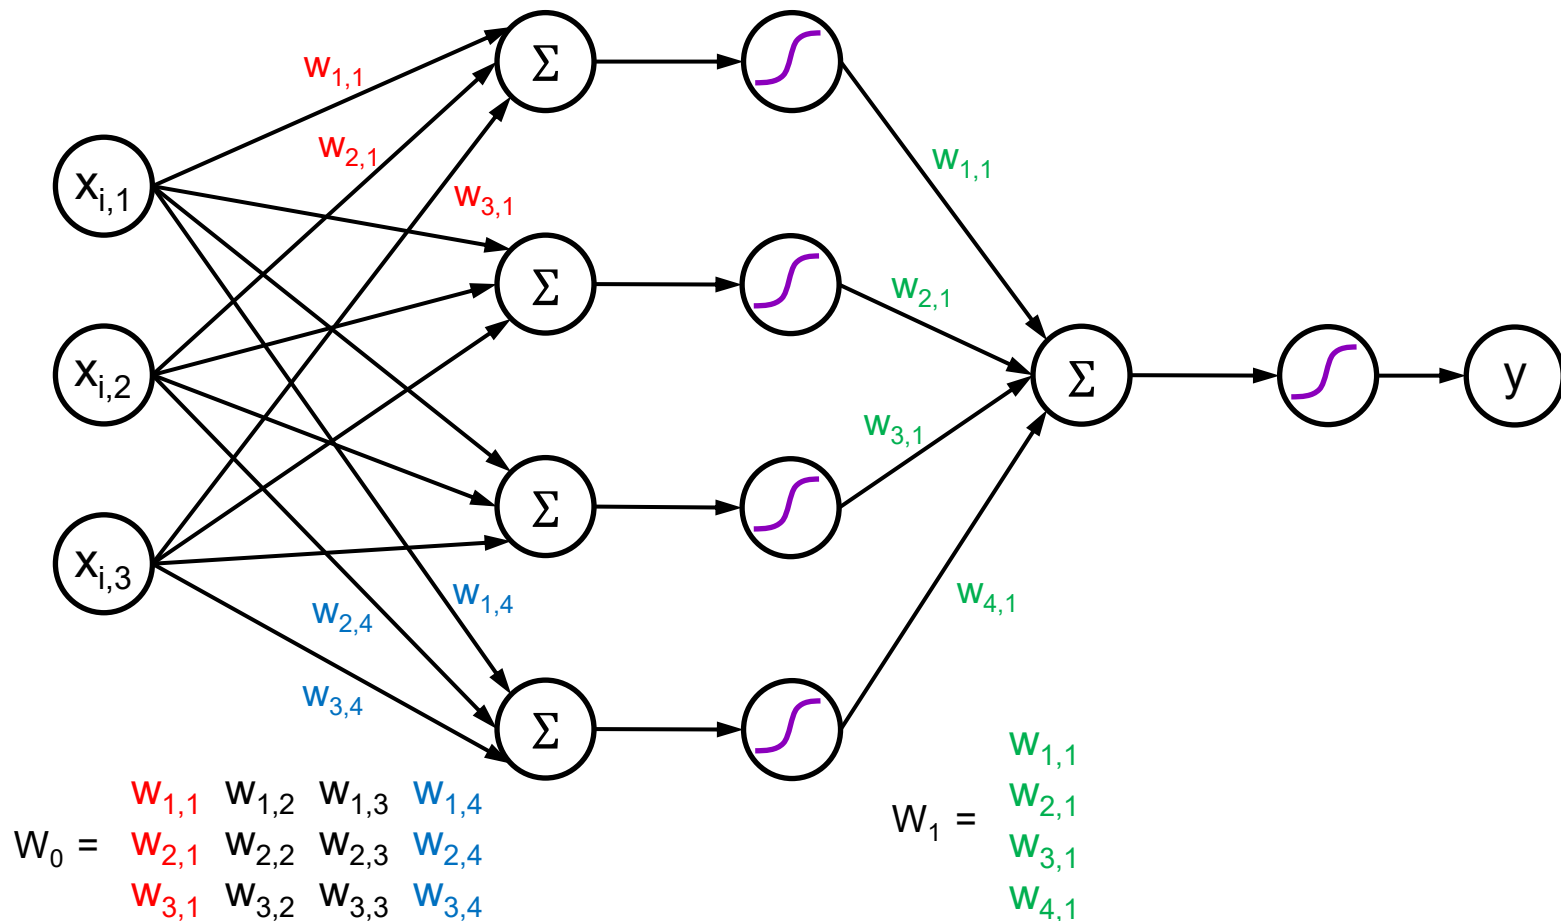 w1,1
w2,1
w3,1
xi,1
xi,2
xi,3
Σ
Σ
Σ
Σ
w1,4
w2,4
w3,4
w1,1
w2,1
w3,1
w4,1
Σ
y
W0 =
w1,1 w1,2 w1,3 w1,4
w2,1 w2,2 w2,3 w2,4
w3,1 w3,2 w3,3 w3,4
W1 =
w1,1
w2,1
w3,1
w4,1